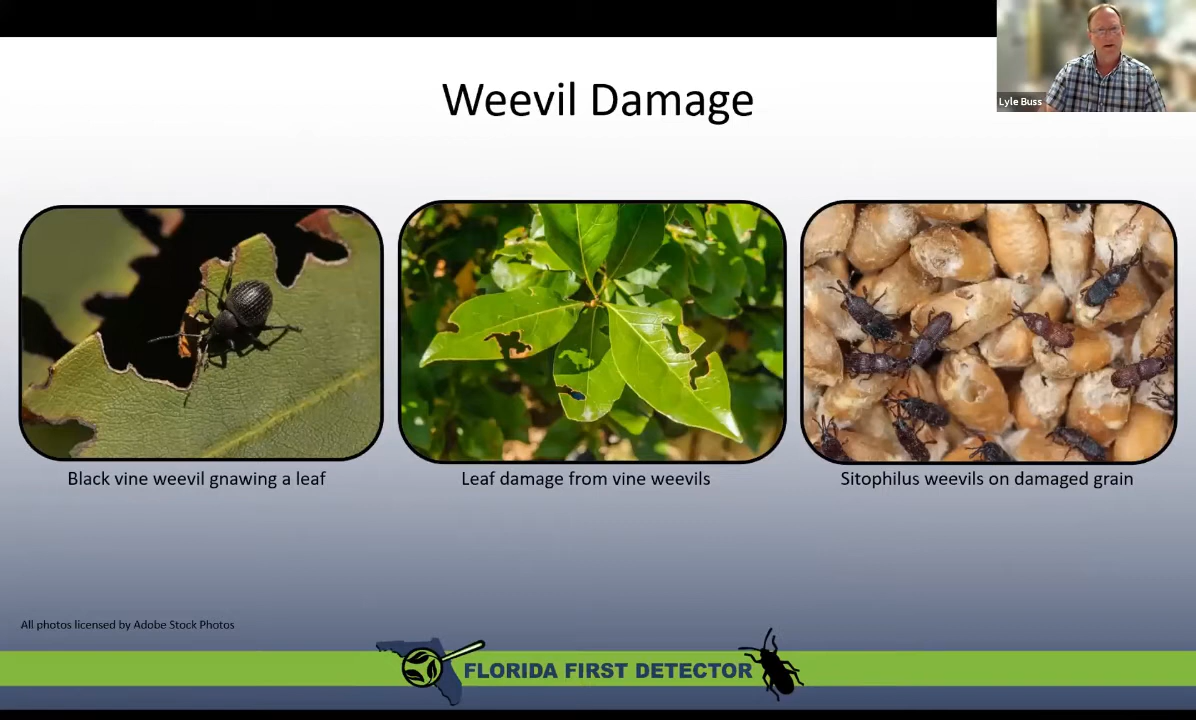 Lyle Buss
Weevil Damage
Black vine weevil gnawing a leaf
Leaf damage from vine weevils
Sitophilus weevils on damaged grain
All photos licensed by Adobe Stock Photos
FLORIDA FIRST DETECTOR